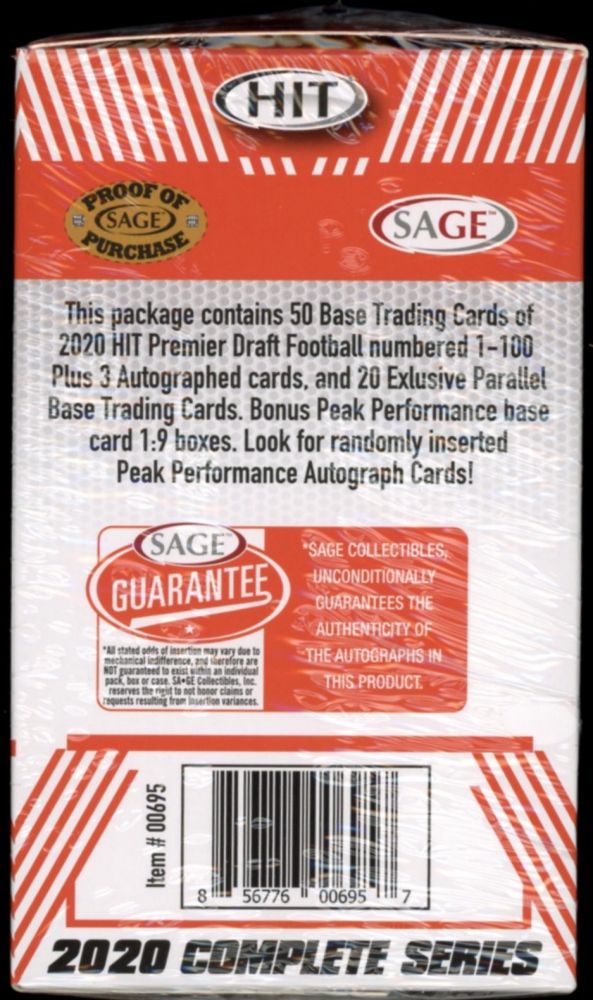 HIT
PROOF OF
SAGE
PURCHASE
SAGE™
This package contains 50 Base Trading Cards of
2020 HIT Premier Draft Football numbered 1-100
Plus 3 Autographed cards, and 20 Exlusive Parallel
Base Trading Cards. Bonus Peak Performance base
card 1:9 boxes. Look for randomly inserted
Peak Performance Autograph Cards!
SAGE
GUARANTEE
*All stated odds of insertion may vary due to
mechanical indifference, and therefore are
NOT guaranteed to exist within an individual
pack, box or case. SA•GE Collectibles, Inc.
reserves the right to not honor claims or
requests resulting from insertion variances.
*SAGE COLLECTIBLES,
UNCONDITIONALLY
GUARANTEES THE
AUTHENTICITY OF
THE AUTOGRAPHS IN
THIS PRODUCT.
Item # 00695
8 56776 00695 7
2020 COMPLETE SERIES